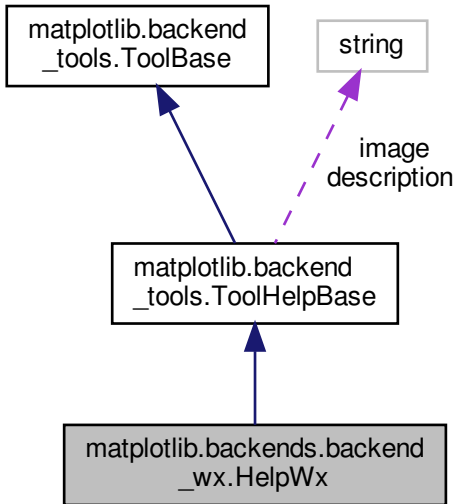 matplotlib.backend
_tools.ToolBase
string
image
description
matplotlib.backend
_tools.ToolHelpBase
matplotlib.backends.backend
_wx.HelpWx